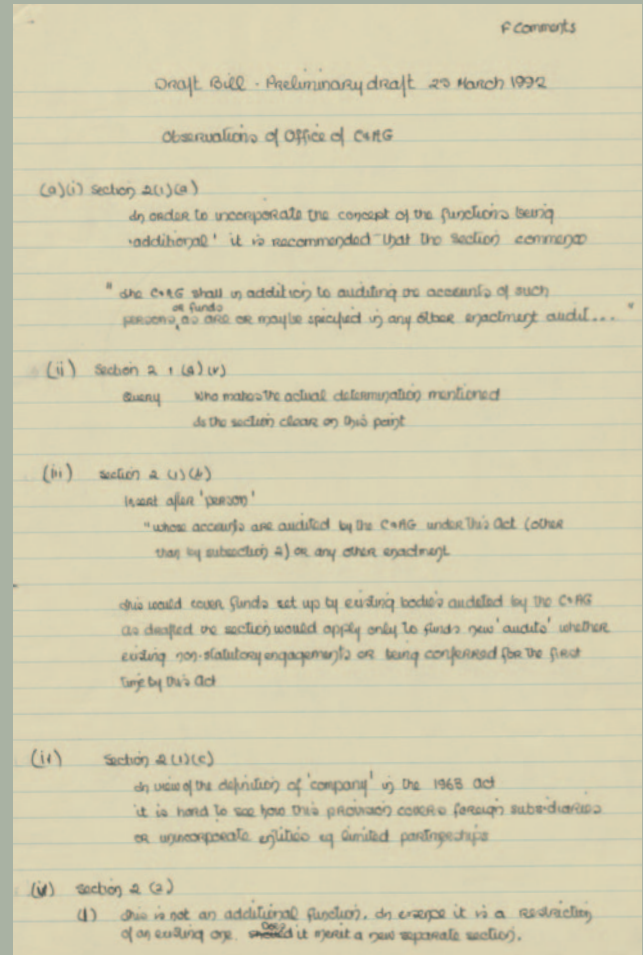 F Comments
Draft Bill - Preliminary draft 23 March 1992
Observations of Office of C+AG
(a)(i) Section 2(1)(a)
In order to incorporate the concept of the functions being
'additional' it is recommended that the section commence
"The C+AG shall in addition to auditing the accounts of such
or funds
persons, as are or may be specified in any other enactment audit..."
(ii) Section 2 1 (a)(v)
Query Who makes the actual determination mentioned
Is the section clear on this point
(iii) Section 2 (1)(b)
Insert after 'person'
"whose accounts are audited by the C+AG under this Act (other
than by subsection 2) or any other enactment
This would cover funds set up by existing bodies audited by the C+AG
as drafted the section would apply only to funds new 'audits' whether
existing non-statutory engagements or being conferred for the first
time by this Act
(iv) Section 2(1)(c)
In view of the definition of 'company' in the 1963 Act
it is hard to see how this provision covers foreign subsidiaries
or unincorporate entities eg limited partnerships
(v) Section 2 (2)
(1) This is not an additional function. In essence it is a restriction
Does
of an existing one. should it merit a new separate section.